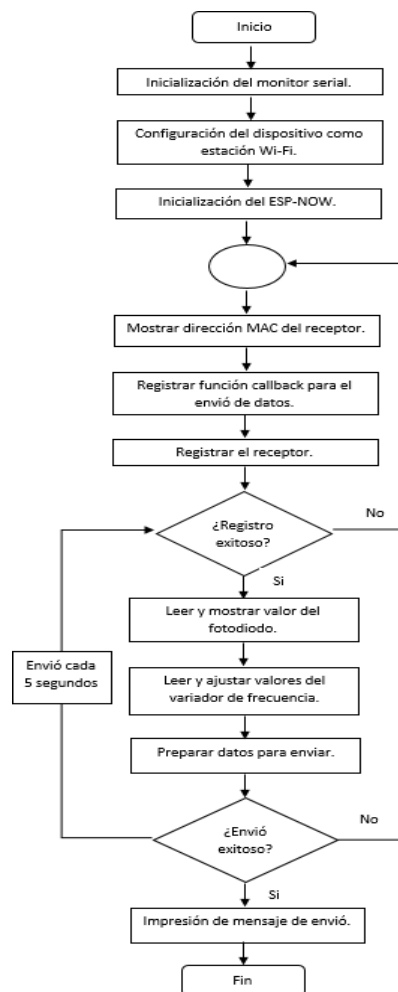 Inicio
Inicialización del monitor serial.
Configuración del dispositivo como
estación Wi-Fi.
Inicialización del ESP-NOW.
Mostrar dirección MAC del receptor.
Registrar función callback para el
envió de datos.
Registrar el receptor.
¿Registro
exitoso?
No
Si
Leer y mostrar valor del
fotodiodo.
Envió cada
5 segundos
Leer y ajustar valores del
variador de frecuencia.
Preparar datos para enviar.
¿Envió
exitoso?
No
Si
Impresión de mensaje de envió.
Fin